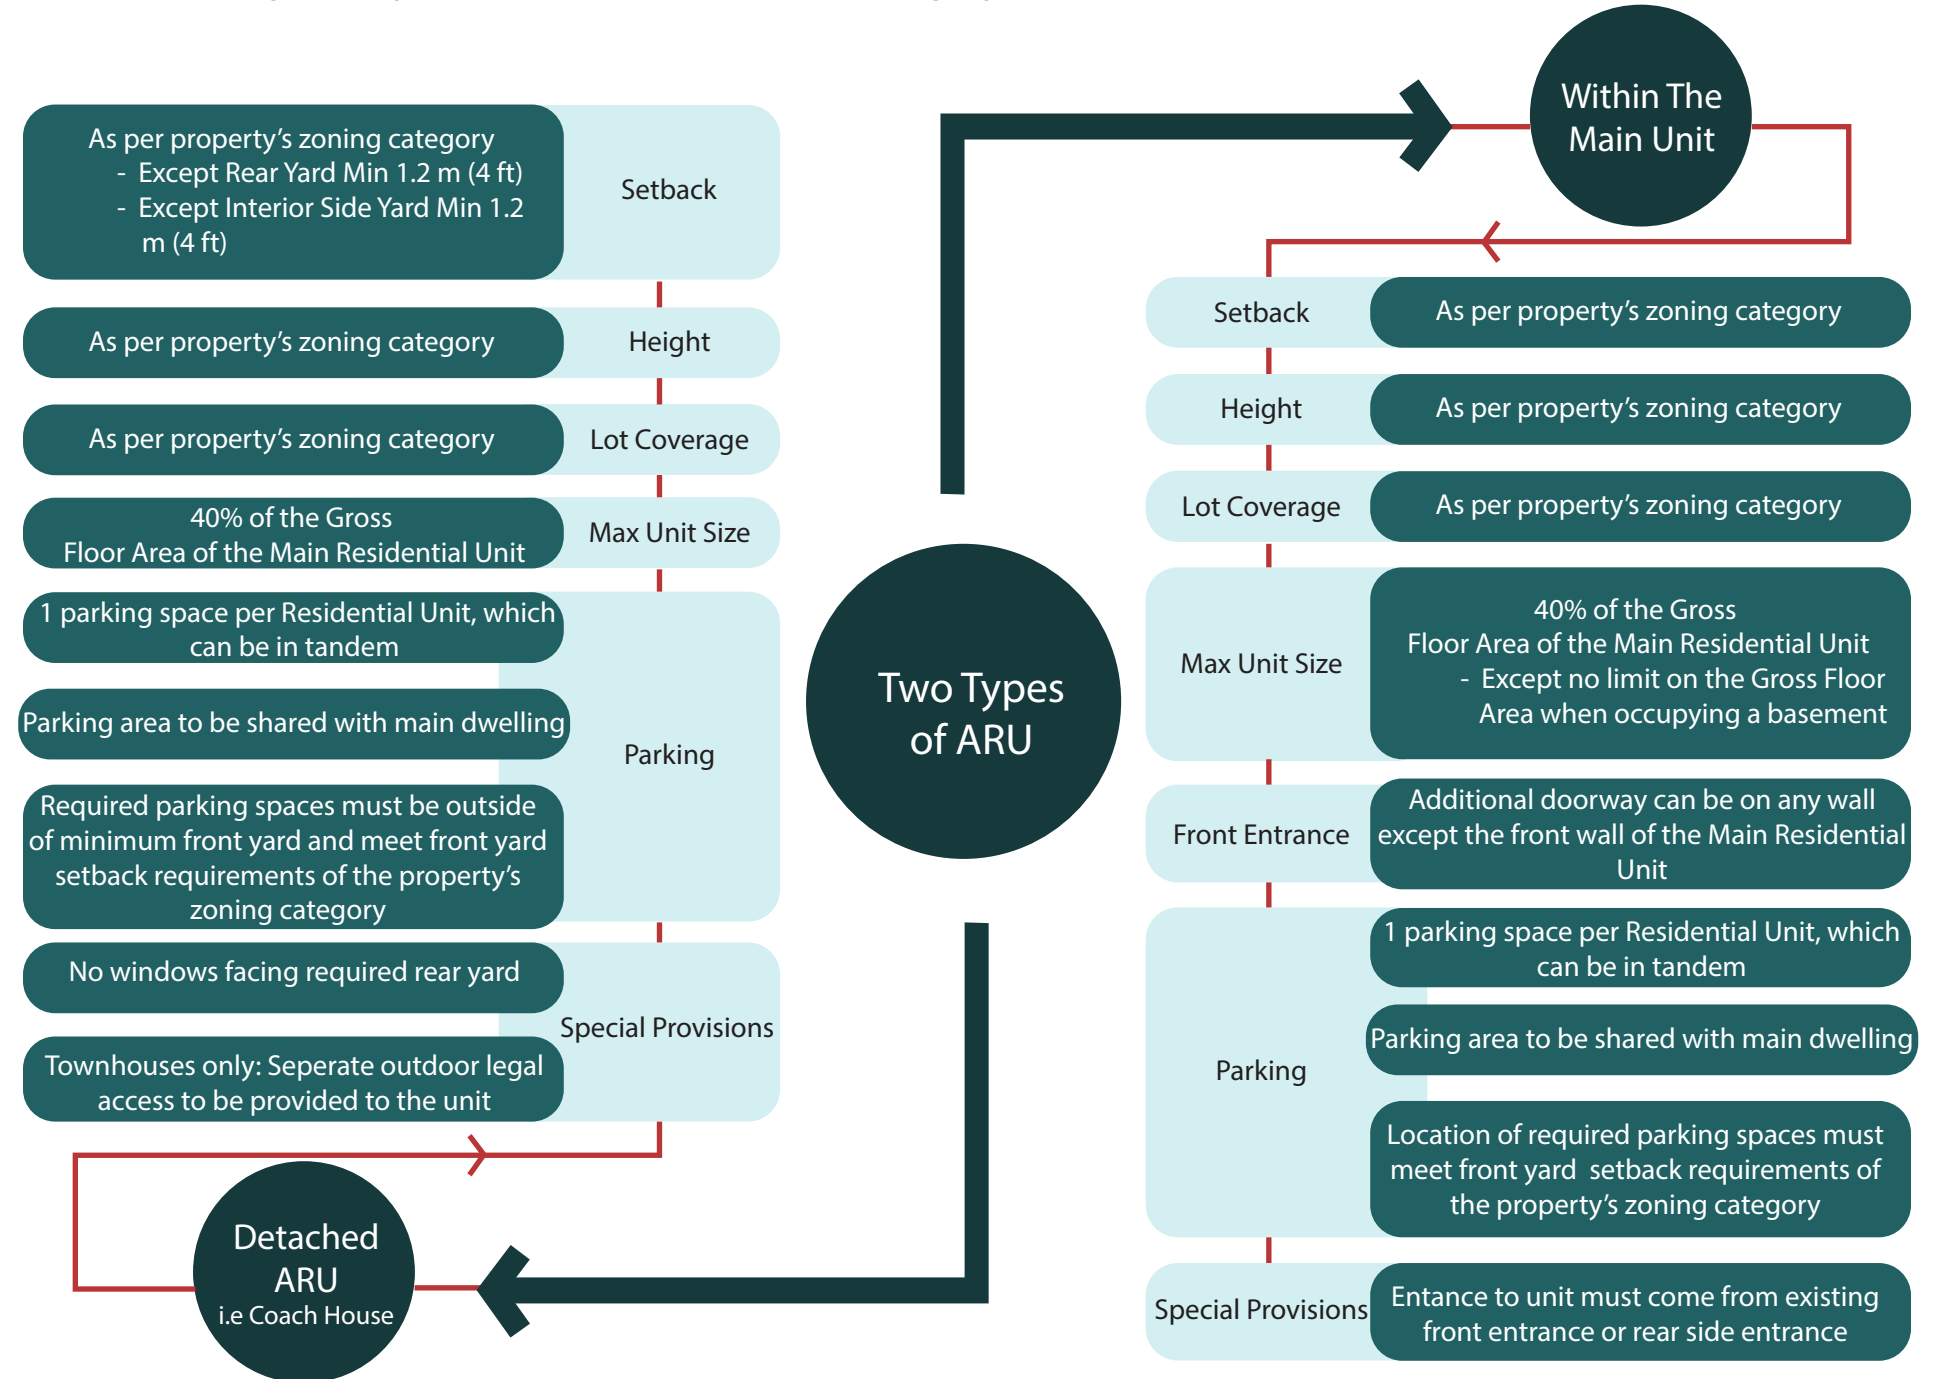 Two Types
of ARU
Within The
Main Unit
Setback
As per property’s zoning category
Height
As per property’s zoning category
Lot Coverage
As per property’s zoning category
Max Unit Size
40% of the Gross
Floor Area of the Main Residential Unit
- Except no limit on the Gross Floor
Area when occupying a basement
Front Entrance
Additional doorway can be on any wall
except the front wall of the Main Residential
Unit
Parking
1 parking space per Residential Unit, which
can be in tandem
Parking area to be shared with main dwelling
Location of required parking spaces must
meet front yard  setback requirements of
the property’s zoning category
Special Provisions
Entance to unit must come from existing
front entrance or rear side entrance
Detached
ARU
i.e Coach House
As per property’s zoning category
- Except Rear Yard Min 1.2 m (4 ft)
- Except Interior Side Yard Min 1.2
m (4 ft)
Setback
As per property’s zoning category
Height
As per property’s zoning category
Lot Coverage
40% of the Gross
Floor Area of the Main Residential Unit
Max Unit Size
1 parking space per Residential Unit, which
can be in tandem
Parking area to be shared with main dwelling
Required parking spaces must be outside
of minimum front yard and meet front yard
setback requirements of the property’s
zoning category
Parking
No windows facing required rear yard
Townhouses only: Seperate outdoor legal
access to be provided to the unit
Special Provisions